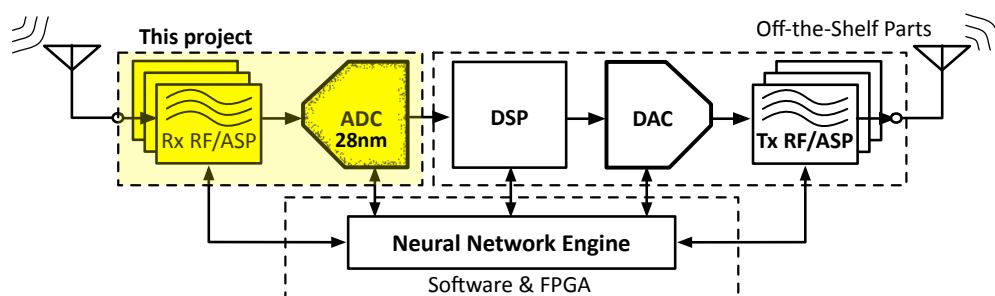 This project
Off-the-Shelf Parts
Rx RF/ASP
ADC
28nm
DSP
DAC
Tx RF/ASP
Neural Network Engine
Software & FPGA